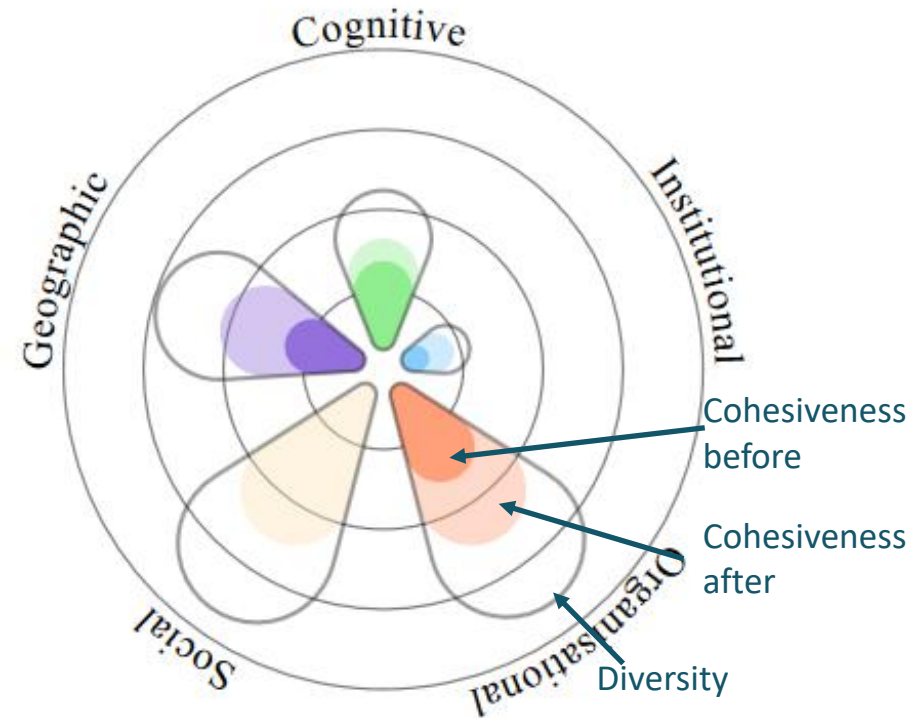 Cognitive
Geographic
Institutional
Cohesiveness
before
Cohesiveness
after
Organisational
Social
Diversity